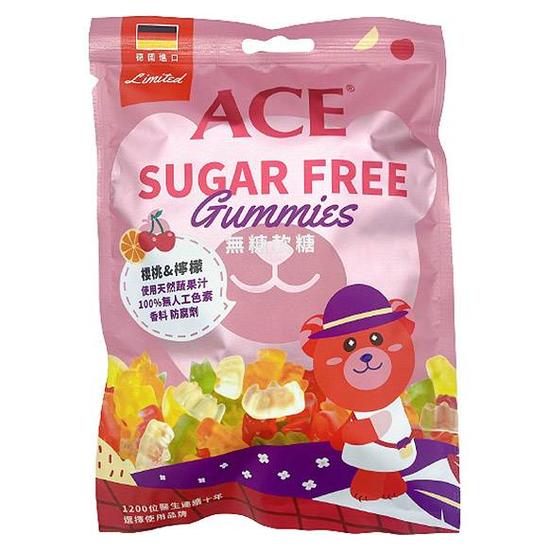 德國進口
Limited
ACE®
SUGAR FREE
Gummies
無糖軟糖
櫻桃&檸檬
使用天然蔬果汁
100%無人工色素
香料 防腐劑
1200位醫生連續十年
選擇使用品牌